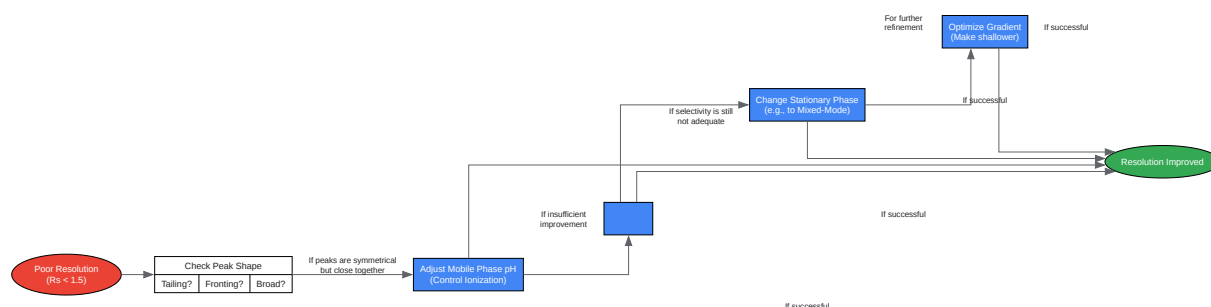 For further
refinement
Optimize Gradient
(Make shallower)
If successful
Change Stationary Phase
(e.g., to Mixed-Mode)
If successful
If selectivity is still
not adequate
Resolution Improved
If insufficient
improvement
If successful
Poor Resolution
(Rs < 1.5)
Check Peak Shape
Tailing?
Fronting?
Broad?
If peaks are symmetrical
but close together
Adjust Mobile Phase pH
(Control Ionization)
If successful